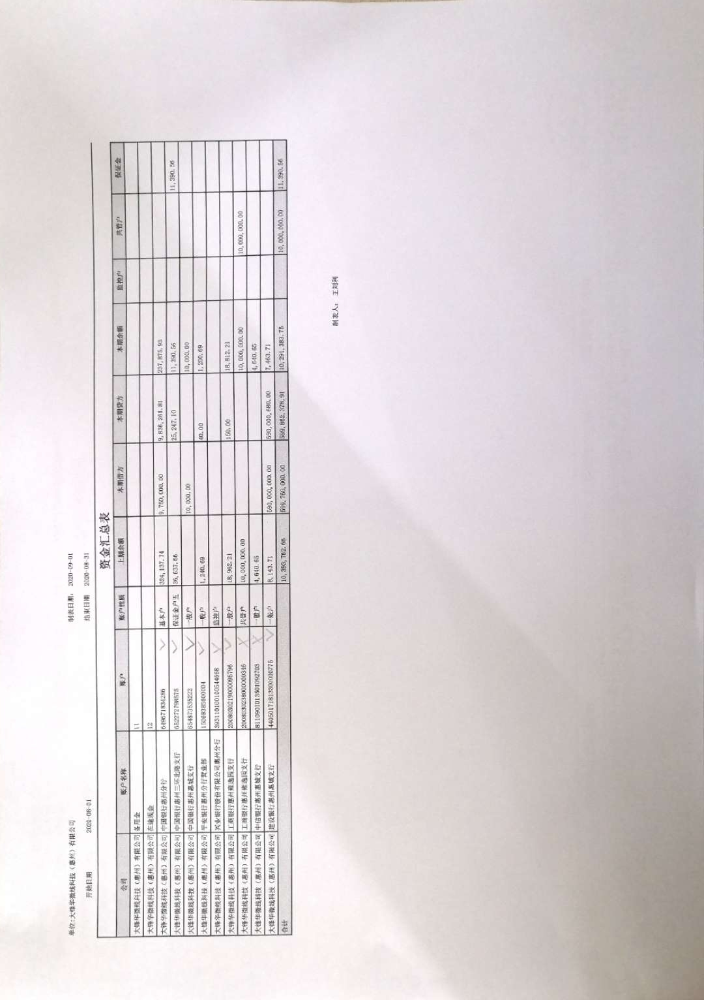 单位:大锋华微线科技（惠州）有限公司 制表日期: 2020-09-01
开始日期 2020-08-01 结束日期 2020-08-31
资金汇总表
公司 账户名称 账户 账户性质 上期余额 本期借方 本期贷方 本期余额 监控户 共管户 保证金
大锋华微线科技（惠州）有限公司 备用金 11
大锋华微线科技（惠州）有限公司 在途现金 12
大锋华微线科技（惠州）有限公司 中国银行惠州分行 649671834286 基本户 324,137.74 9,750,000.00 9,836,261.81 237,875.93
大锋华微线科技（惠州）有限公司 中国银行惠州三环北路支行 652272798575 保证金户五 36,637.66 25,247.10 11,390.56 11,390.56
大锋华微线科技（惠州）有限公司 中国银行惠州惠城支行 654873535222 一般户 10,000.00 10,000.00
大锋华微线科技（惠州）有限公司 平安银行惠州分行营业部 15068385600004 一般户 1,240.69 40.00 1,200.69
大锋华微线科技（惠州）有限公司 兴业银行股份有限公司惠州分行 393110100100544668 监控户
大锋华微线科技（惠州）有限公司 工商银行惠州雍逸园支行 2008030219000095796 一般户 18,962.21 150.00 18,812.21
大锋华微线科技（惠州）有限公司 工商银行惠州雍逸园支行 2008030238000000346 共管户 10,000,000.00 10,000,000.00 10,000,000.00
大锋华微线科技（惠州）有限公司 中信银行惠州惠城支行 8110901013501092703 一般户 4,640.65 4,640.65
大锋华微线科技（惠州）有限公司 建设银行惠州惠城支行 44050171813300000775 一般户 8,143.71 590,000,000.00 590,000,680.00 7,463.71
合计 10,393,762.66 599,760,000.00 599,862,378.91 10,291,383.75 10,000,000.00 11,390.56
制表人: 王刘利